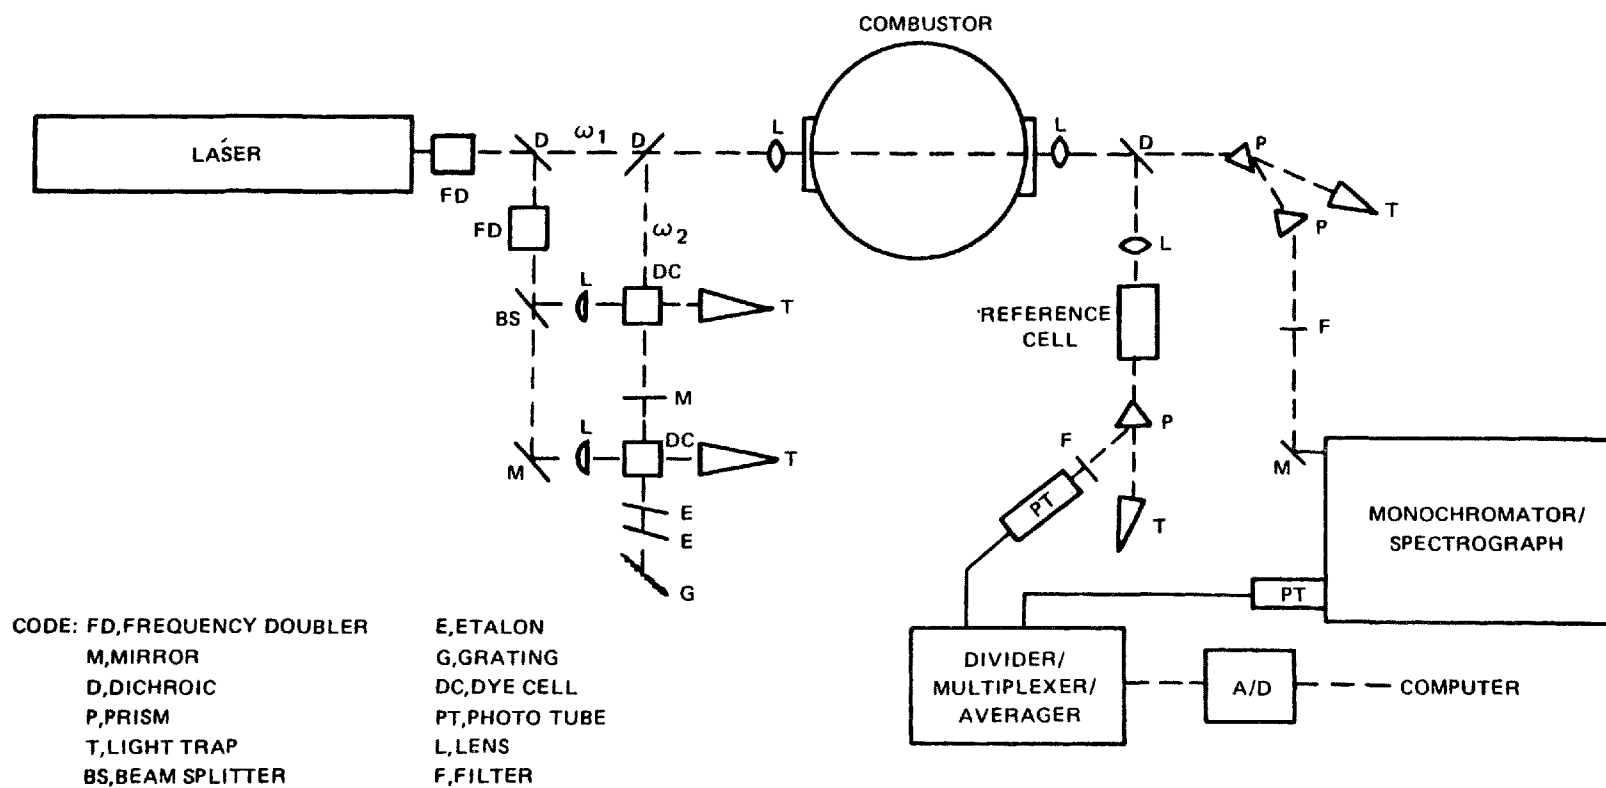 COMBUSTOR
LASER
FD
D
ω1
D
L
L
D
P
T
P
FD
ω2
L
DC
T
BS
L
REFERENCE
CELL
F
M
L
DC
T
M
P
F
M
PT
T
E
E
G
MONOCHROMATOR/
SPECTROGRAPH
PT
CODE: FD,FREQUENCY DOUBLER
M,MIRROR
D,DICHROIC
P,PRISM
T,LIGHT TRAP
BS,BEAM SPLITTER
E,ETALON
G,GRATING
DC,DYE CELL
PT,PHOTO TUBE
L,LENS
F,FILTER
DIVIDER/
MULTIPLEXER/
AVERAGER
A/D
COMPUTER